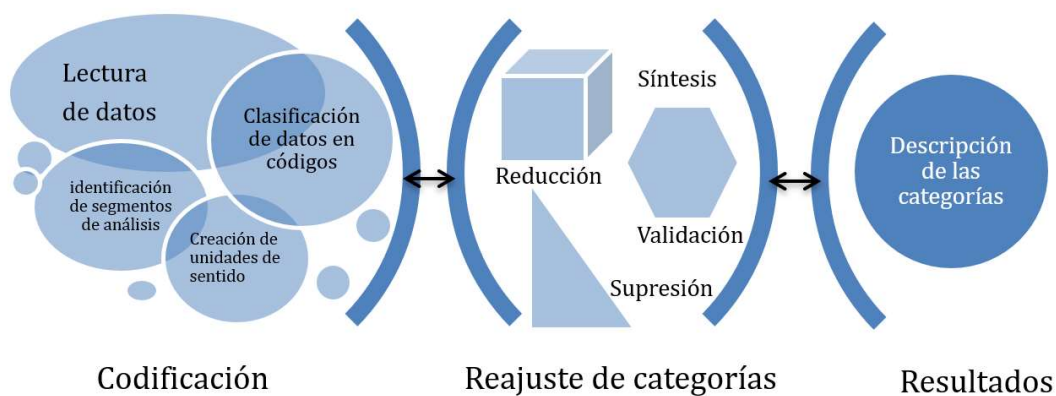 Lectura
de datos
Clasificación
de datos en
códigos
identificación
de segmentos
de análisis
Creación de
unidades de
sentido
Codificación
Síntesis
Reducción
Validación
Supresión
Reajuste de categorías
Descripción
de las
categorías
Resultados